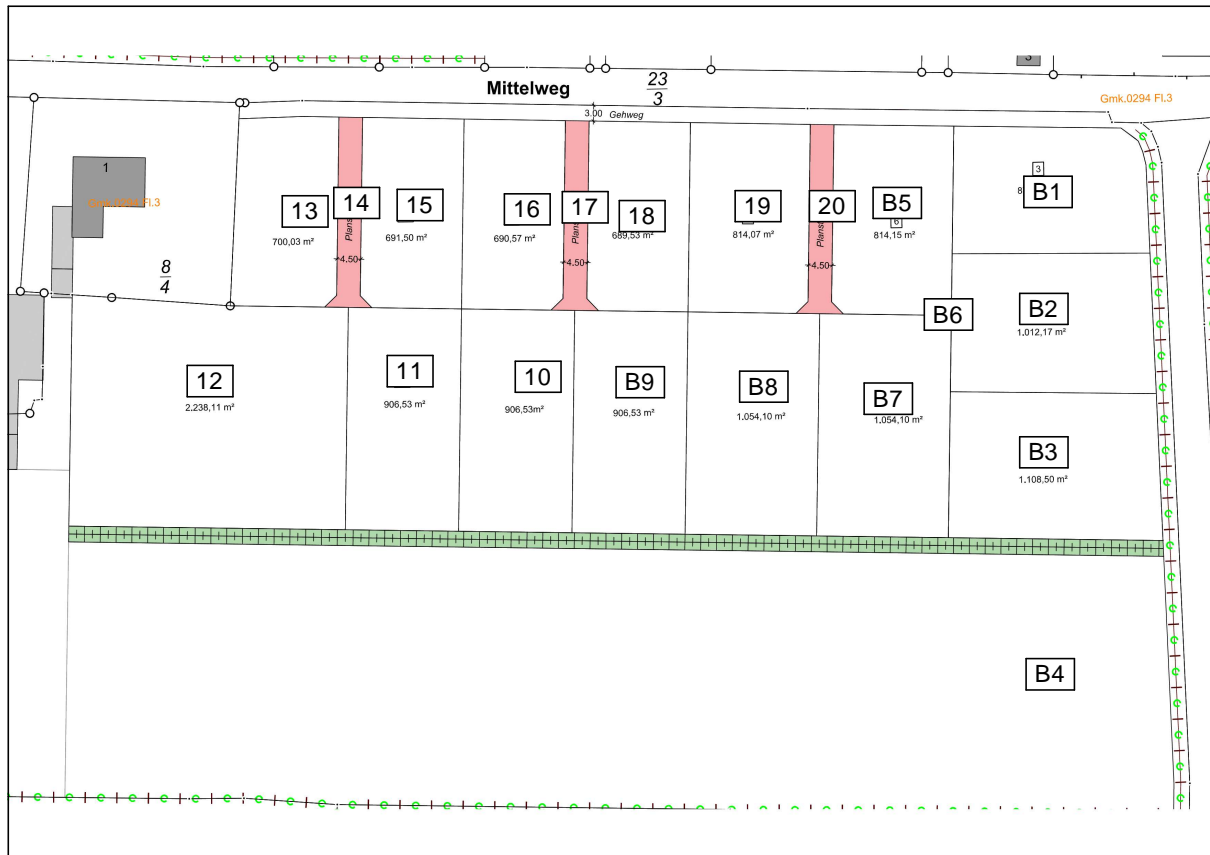 3
Mittelweg
23
3
Gmk.0294 Fl.3
3.00 Gehweg
1
Fl.3
8
4
13
700,03 m²
14
4.50
15
691,50 m²
16
690,57 m²
17
4.50
18
689,53 m²
19
814,07 m²
20
4.50
B5
6
814,15 m²
3
B1
B6
B2
1.012,17 m²
12
2.238,11 m²
11
906,53 m²
10
906,53m²
B9
906,53 m²
B8
1.054,10 m²
B7
1.054,10 m²
B3
1.108,50 m²
B4